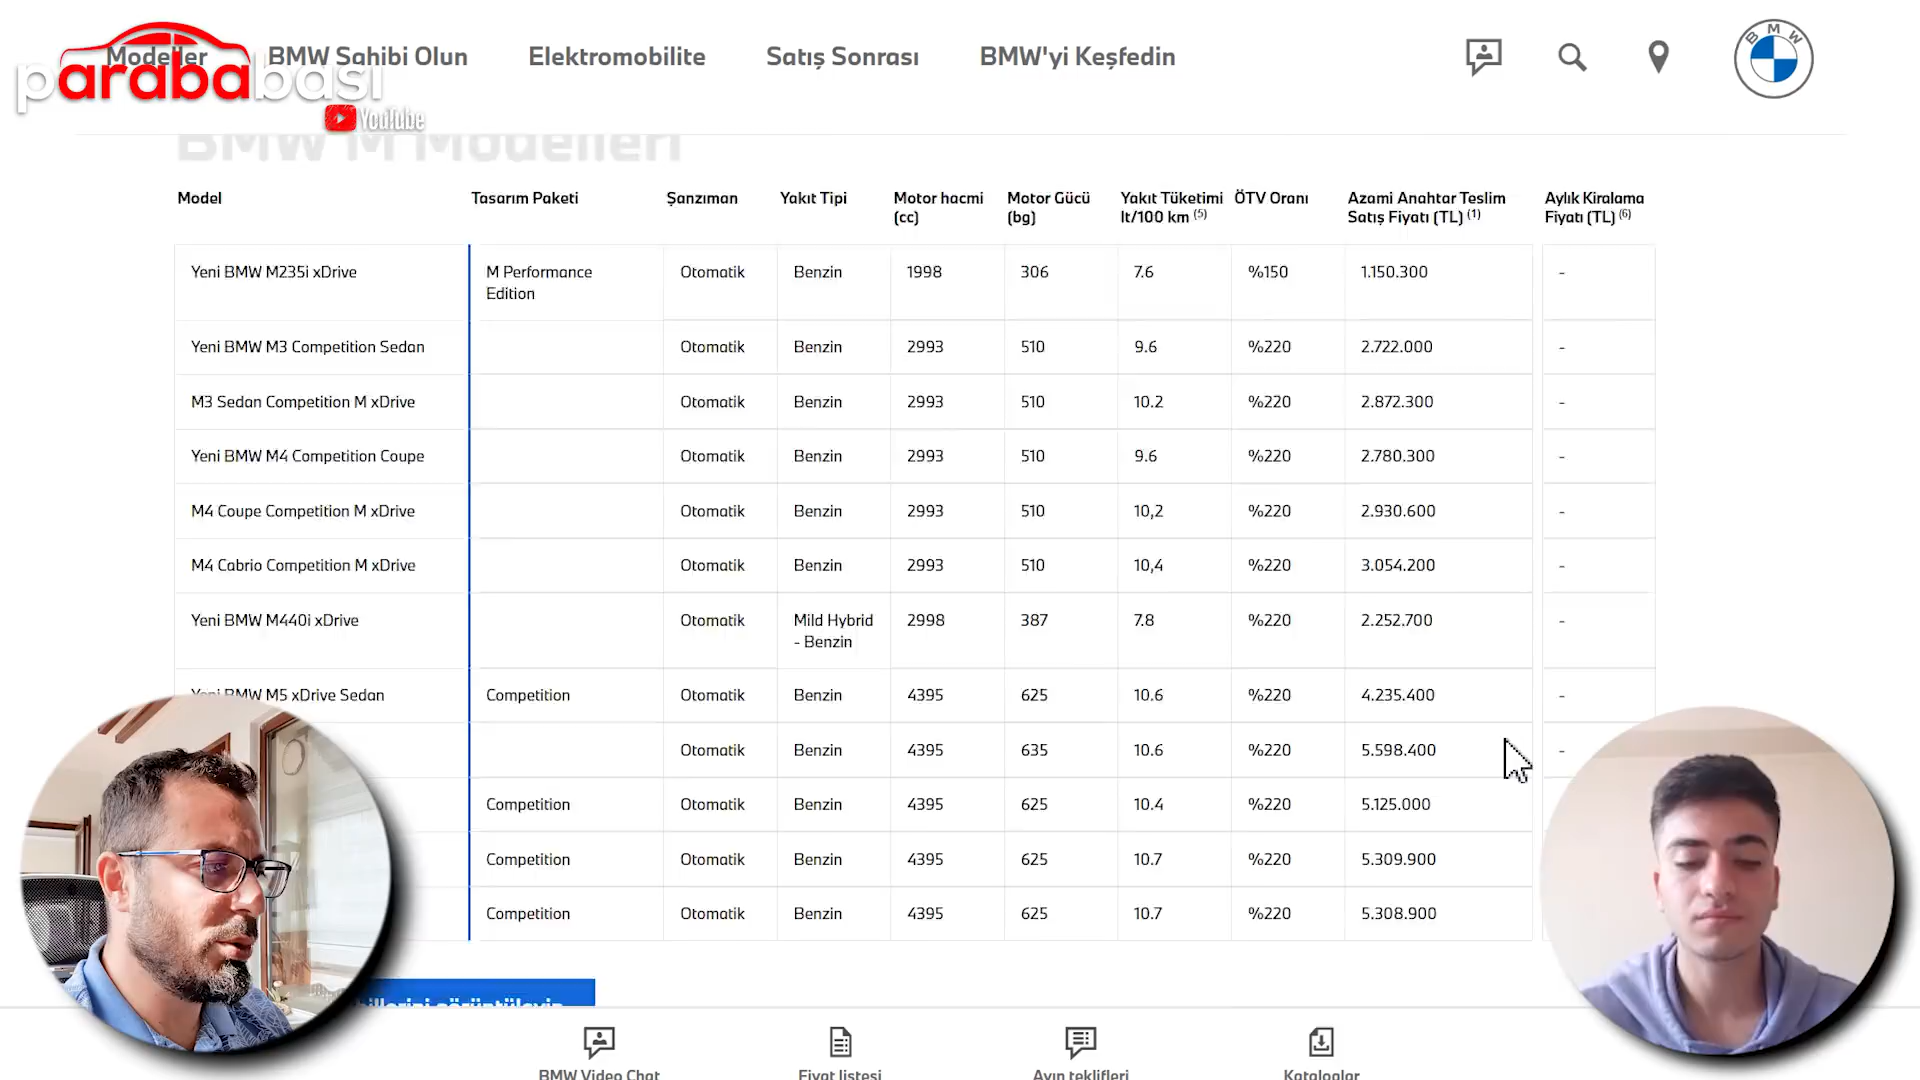 Modeller
BMW Sahibi Olun
Elektromobilite
Satış Sonrası
BMW'yi Keşfedin
BMW
parababası
YouTube
BMW M Modelleri
Model
Tasarım Paketi
Şanzıman
Yakıt Tipi
Motor hacmi
(cc)
Motor Gücü
(bg)
Yakıt Tüketimi
lt/100 km (5)
ÖTV Oranı
Azami Anahtar Teslim
Satış Fiyatı (TL) (1)
Aylık Kiralama
Fiyatı (TL) (6)
Yeni BMW M235i xDrive M Performance Otomatik Benzin 1998 306 7.6 %150 1.150.300 -
Edition
Yeni BMW M3 Competition Sedan Otomatik Benzin 2993 510 9.6 %220 2.722.000 -
M3 Sedan Competition M xDrive Otomatik Benzin 2993 510 10.2 %220 2.872.300 -
Yeni BMW M4 Competition Coupe Otomatik Benzin 2993 510 9.6 %220 2.780.300 -
M4 Coupe Competition M xDrive Otomatik Benzin 2993 510 10,2 %220 2.930.600 -
M4 Cabrio Competition M xDrive Otomatik Benzin 2993 510 10,4 %220 3.054.200 -
Yeni BMW M440i xDrive Otomatik Mild Hybrid 2998 387 7.8 %220 2.252.700 -
- Benzin
Yeni BMW M5 xDrive Sedan Competition Otomatik Benzin 4395 625 10.6 %220 4.235.400 -
Otomatik Benzin 4395 635 10.6 %220 5.598.400 -
Competition Otomatik Benzin 4395 625 10.4 %220 5.125.000
Competition Otomatik Benzin 4395 625 10.7 %220 5.309.900
Competition Otomatik Benzin 4395 625 10.7 %220 5.308.900
görüntüleyin
BMW Video Chat
Fiyat listesi
Ayın teklifleri
Kataloglar